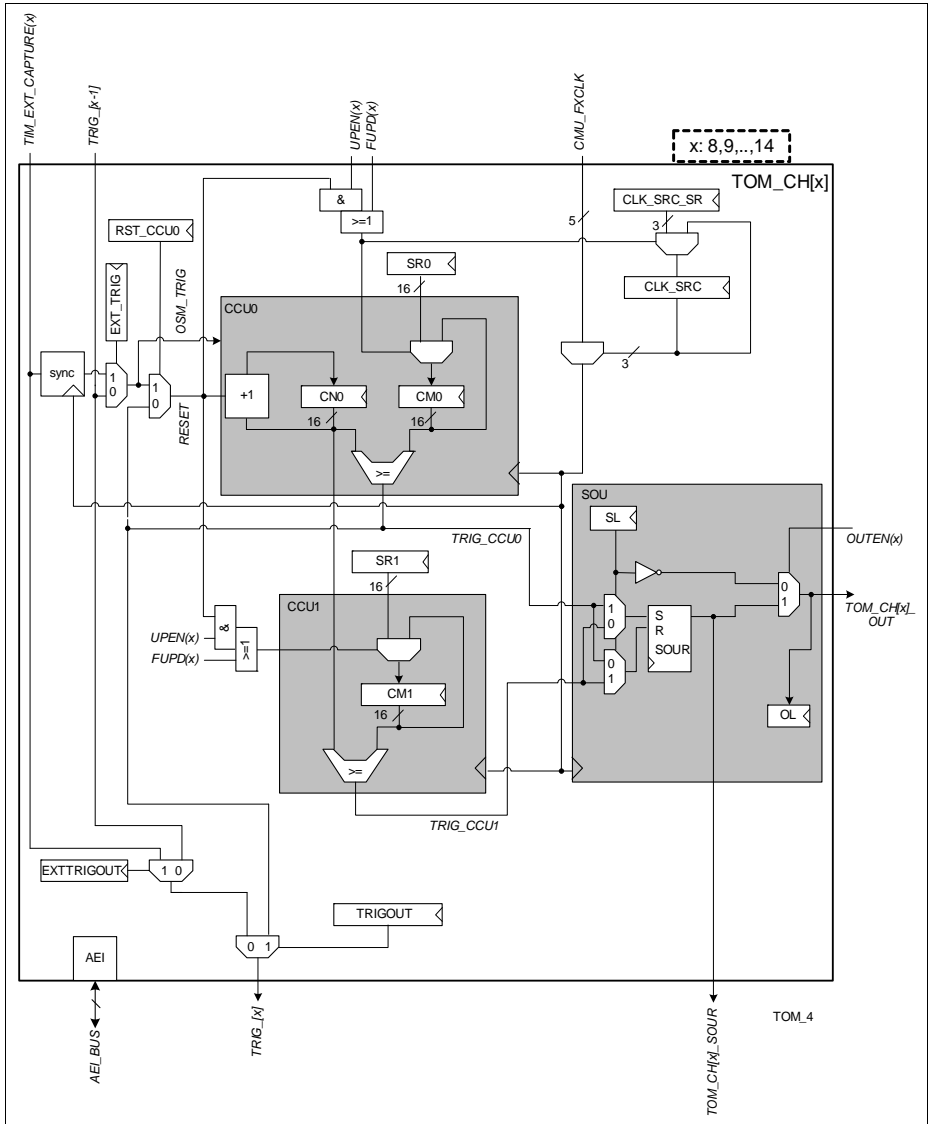 TIM_EXT_CAPTURE(x)
TRIG_[x-1]
UPEN(x)
FUPD(x)
CMU_FXCLK
x: 8,9,..,14
TOM_CH[x]
&
>=1
5
CLK_SRC_SR
3
RST_CCU0
SR0
16
CLK_SRC
EXT_TRIG
OSM_TRIG
CCU0
sync
1
0
1
0
RESET
+1
CN0
CM0
16
16
3
>=
SOU
TRIG_CCU0
SL
OUTEN(x)
SR1
16
0
1
TOM_CH[x]_
OUT
CCU1
&
>=1
UPEN(x)
FUPD(x)
1
0
S
R
SOUR
0
1
CM1
16
OL
>=
TRIG_CCU1
EXTTRIGOUT
1 0
TRIGOUT
0 1
AEI
TOM_4
AEI_BUS
TRIG_[x]
TOM_CH[x]_SOUR